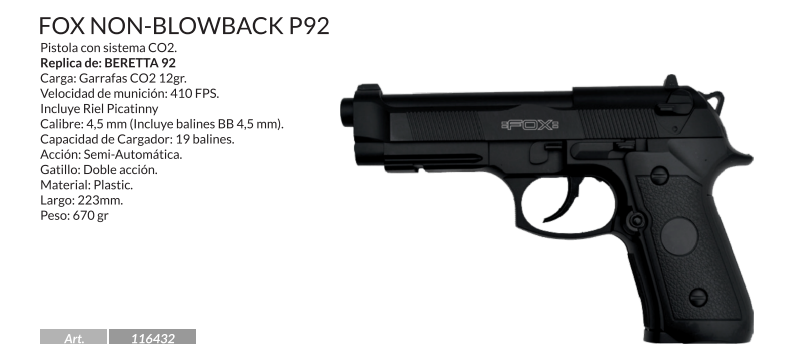 FOX NON-BLOWBACK P92
Pistola con sistema CO2.
Replica de: BERETTA 92
Carga: Garrafas CO2 12gr.
Velocidad de munición: 410 FPS.
Incluye Riel Picatinny
Calibre: 4,5 mm (Incluye balines BB 4,5 mm).
Capacidad de Cargador: 19 balines.
Acción: Semi-Automática.
Gatillo: Doble acción.
Material: Plastic.
Largo: 223mm.
Peso: 670 gr
FOX
Art. 116432